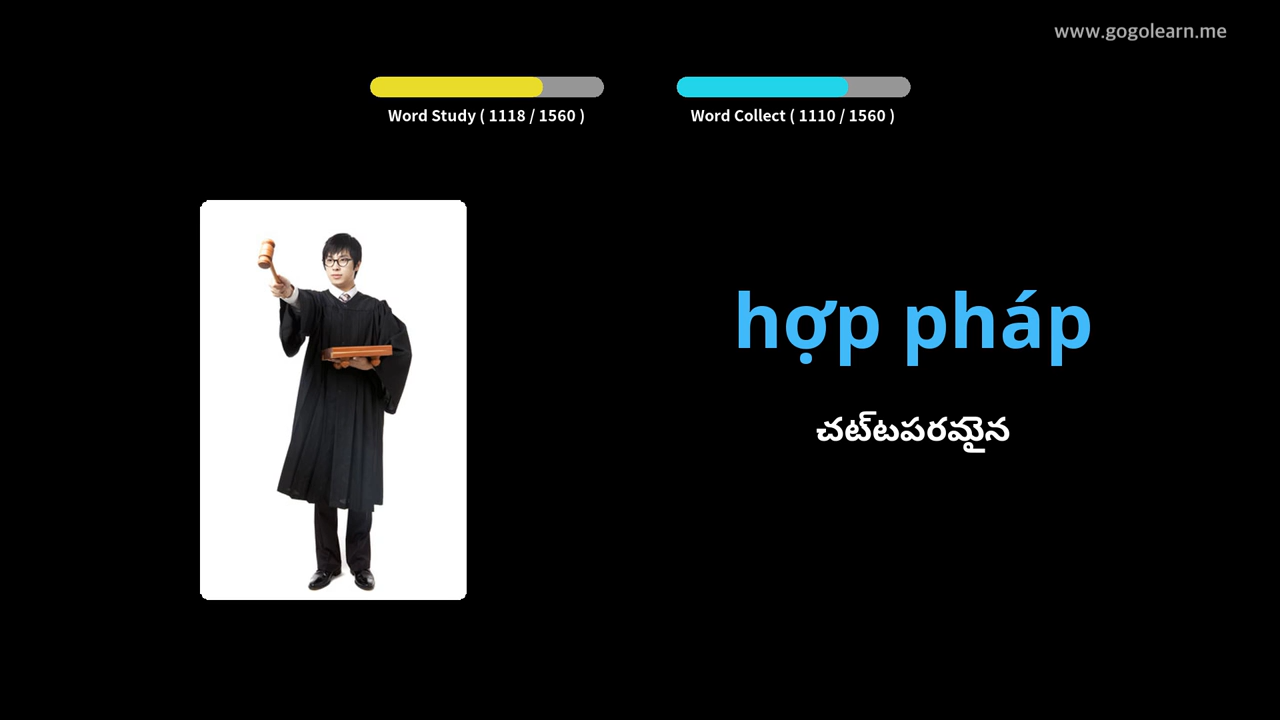 www.gogolearn.me
Word Study ( 1118 / 1560 )
Word Collect ( 1110 / 1560 )
hợp pháp
చట్టపరమైన